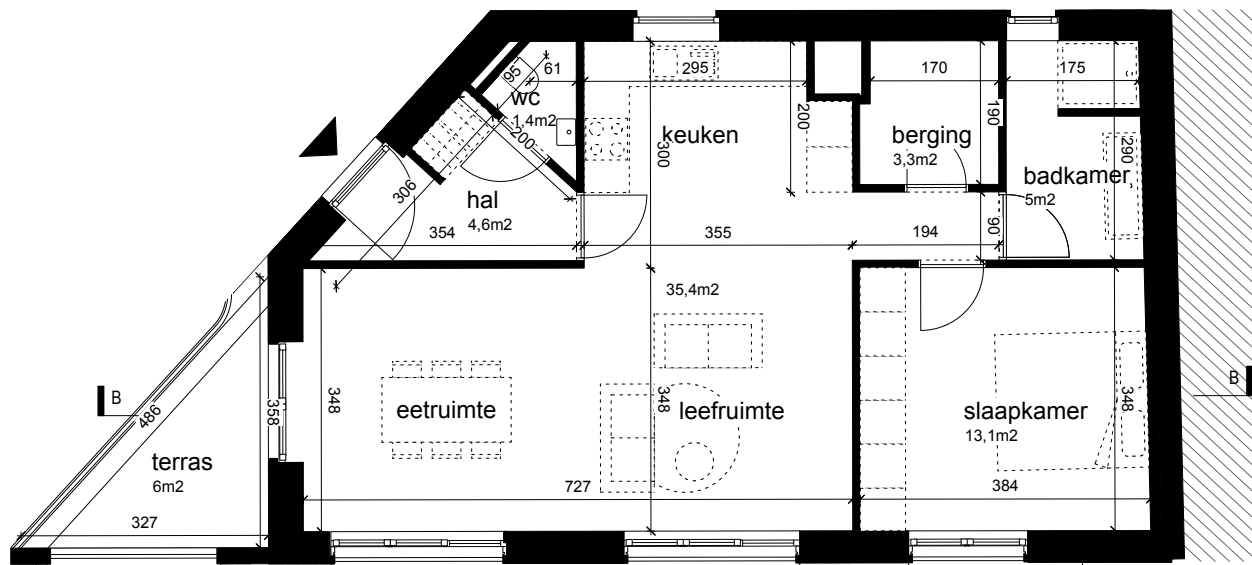 61
295
170
175
95
wc
1,4m2
200
200
190
keuken
300
berging
3,3m2
290
badkamer
5m2
306
hal
4,6m2
354
355
194
90
35,4m2
B
486
358
348
eetruimte
348
leefruimte
slaapkamer
13,1m2
348
B
terras
6m2
327
727
384